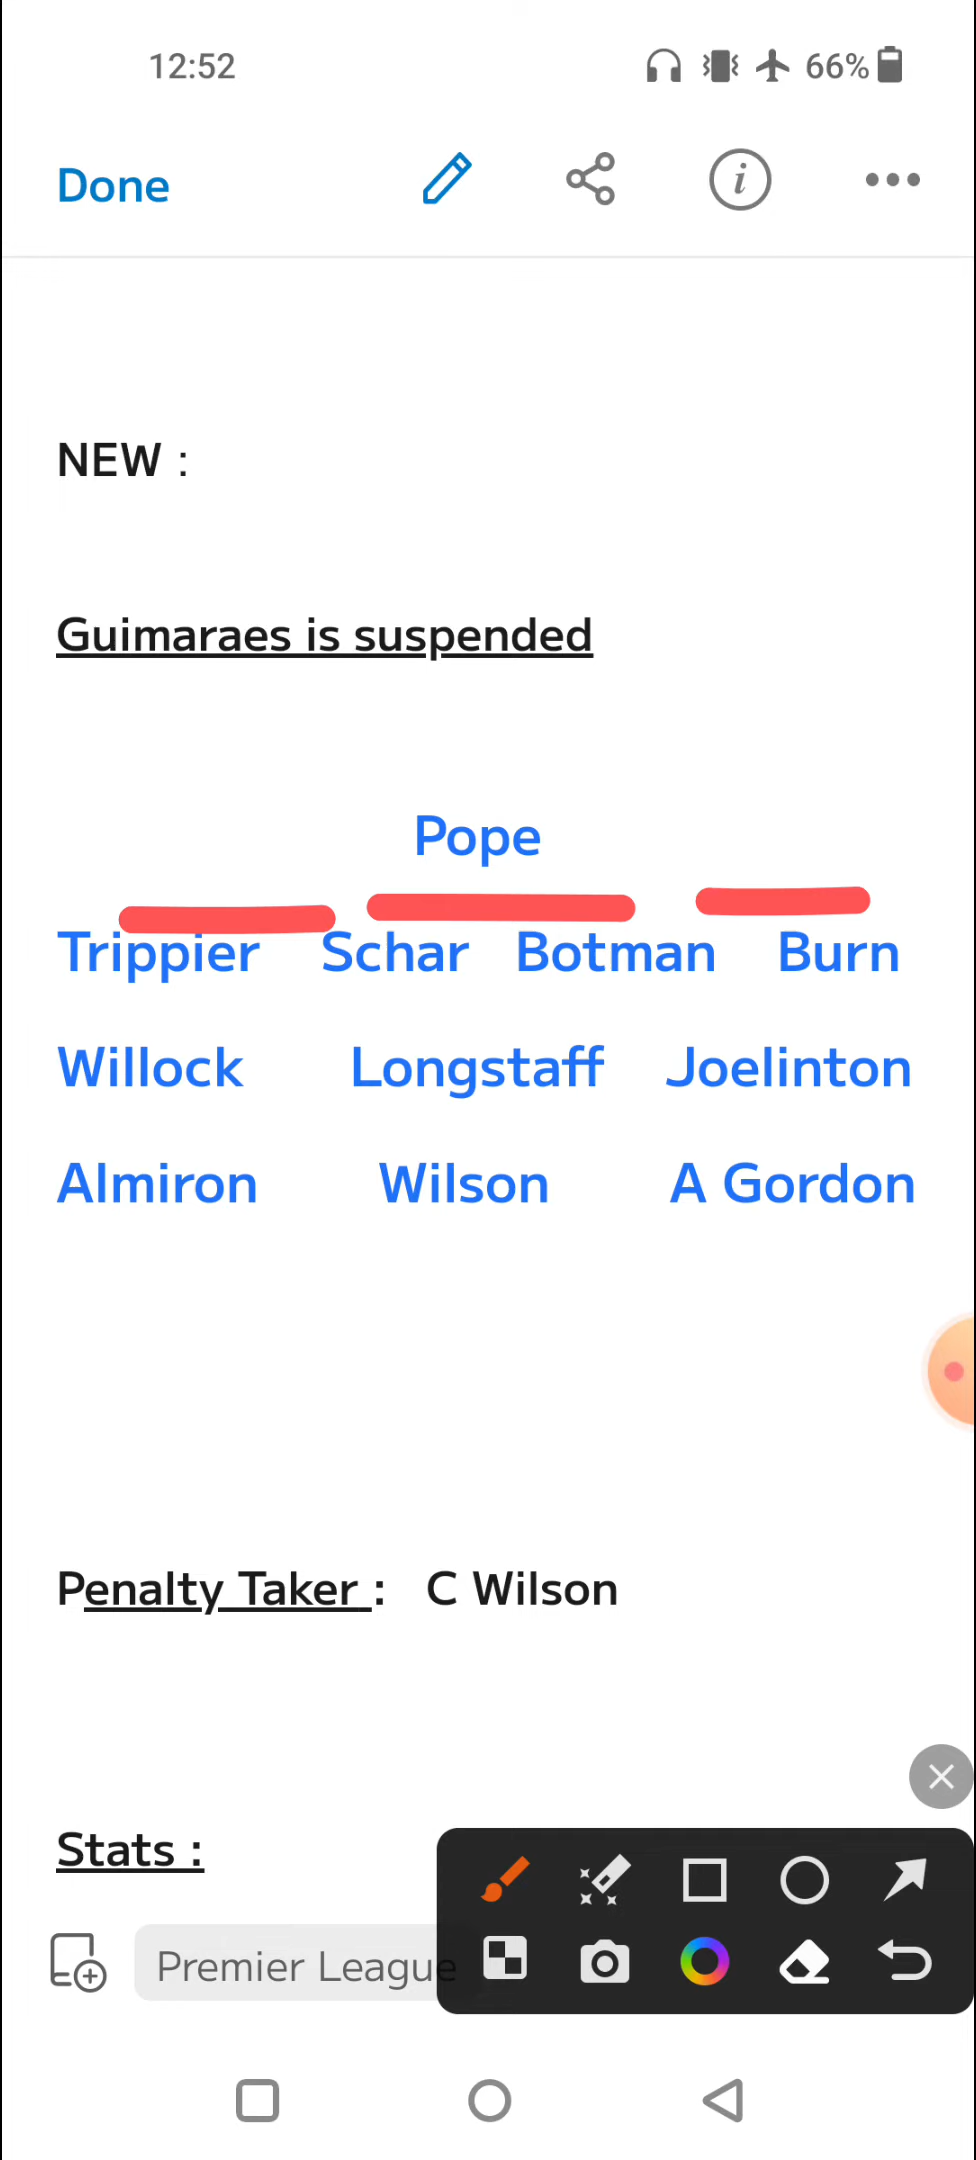 12:52 66%
Done
NEW :
Guimaraes is suspended
Pope
Trippier Schar Botman Burn
Willock Longstaff Joelinton
Almiron Wilson A Gordon
Penalty Taker : C Wilson
Stats :
Premier League